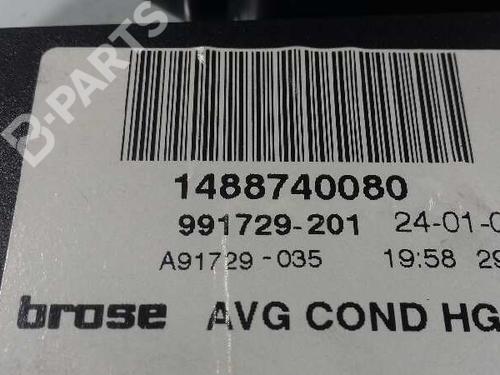 B-PARTS
1488740080
991729-201 24-01-0
A91729-035 19:58 29
brose AVG COND HG